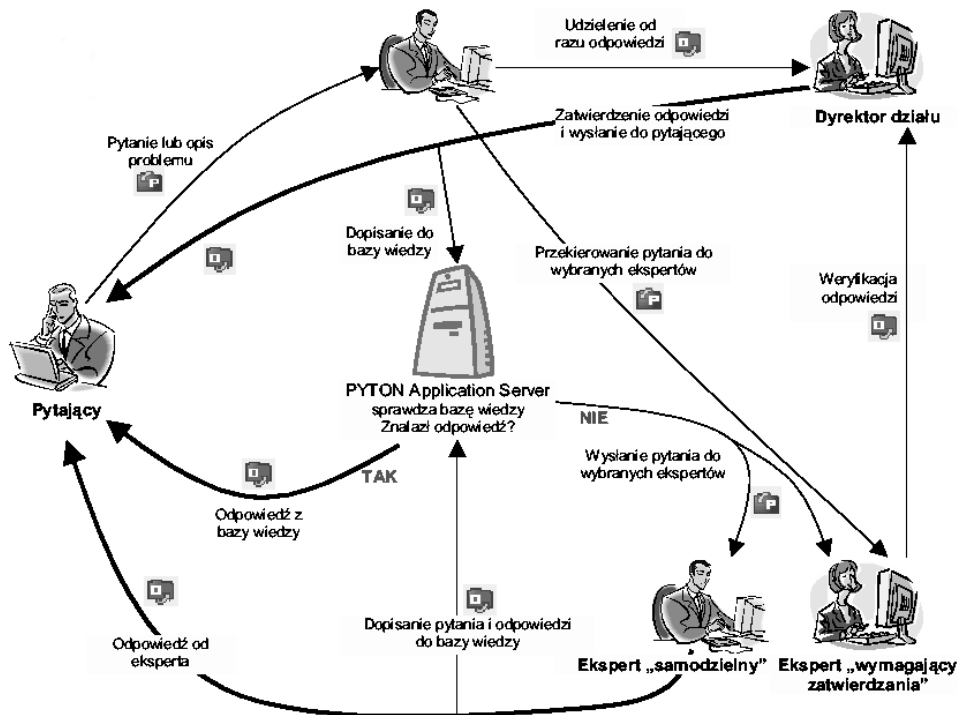 Udzielenie od
razu odpowiedzi
Zatwierdzenie odpowiedzi
i wysłanie do pytającego
Dyrektor działu
Pytanie lub opis
problemu
P
Dopisanie do
bazy wiedzy
Przekierowanie pytania do
wybranych ekspertów
P
Weryfikacja
odpowiedzi
Pytający
PYTON Application Server
sprawdza bazę wiedzy
Znalazł odpowiedź?
NIE
TAK
Wysłanie pytania do
wybranych ekspertów
P
Odpowiedź z
bazy wiedzy
Odpowiedź od
eksperta
Dopisanie pytania i odpowiedzi
do bazy wiedzy
Ekspert „samodzielny”
Ekspert „wymagający
zatwierdzania”